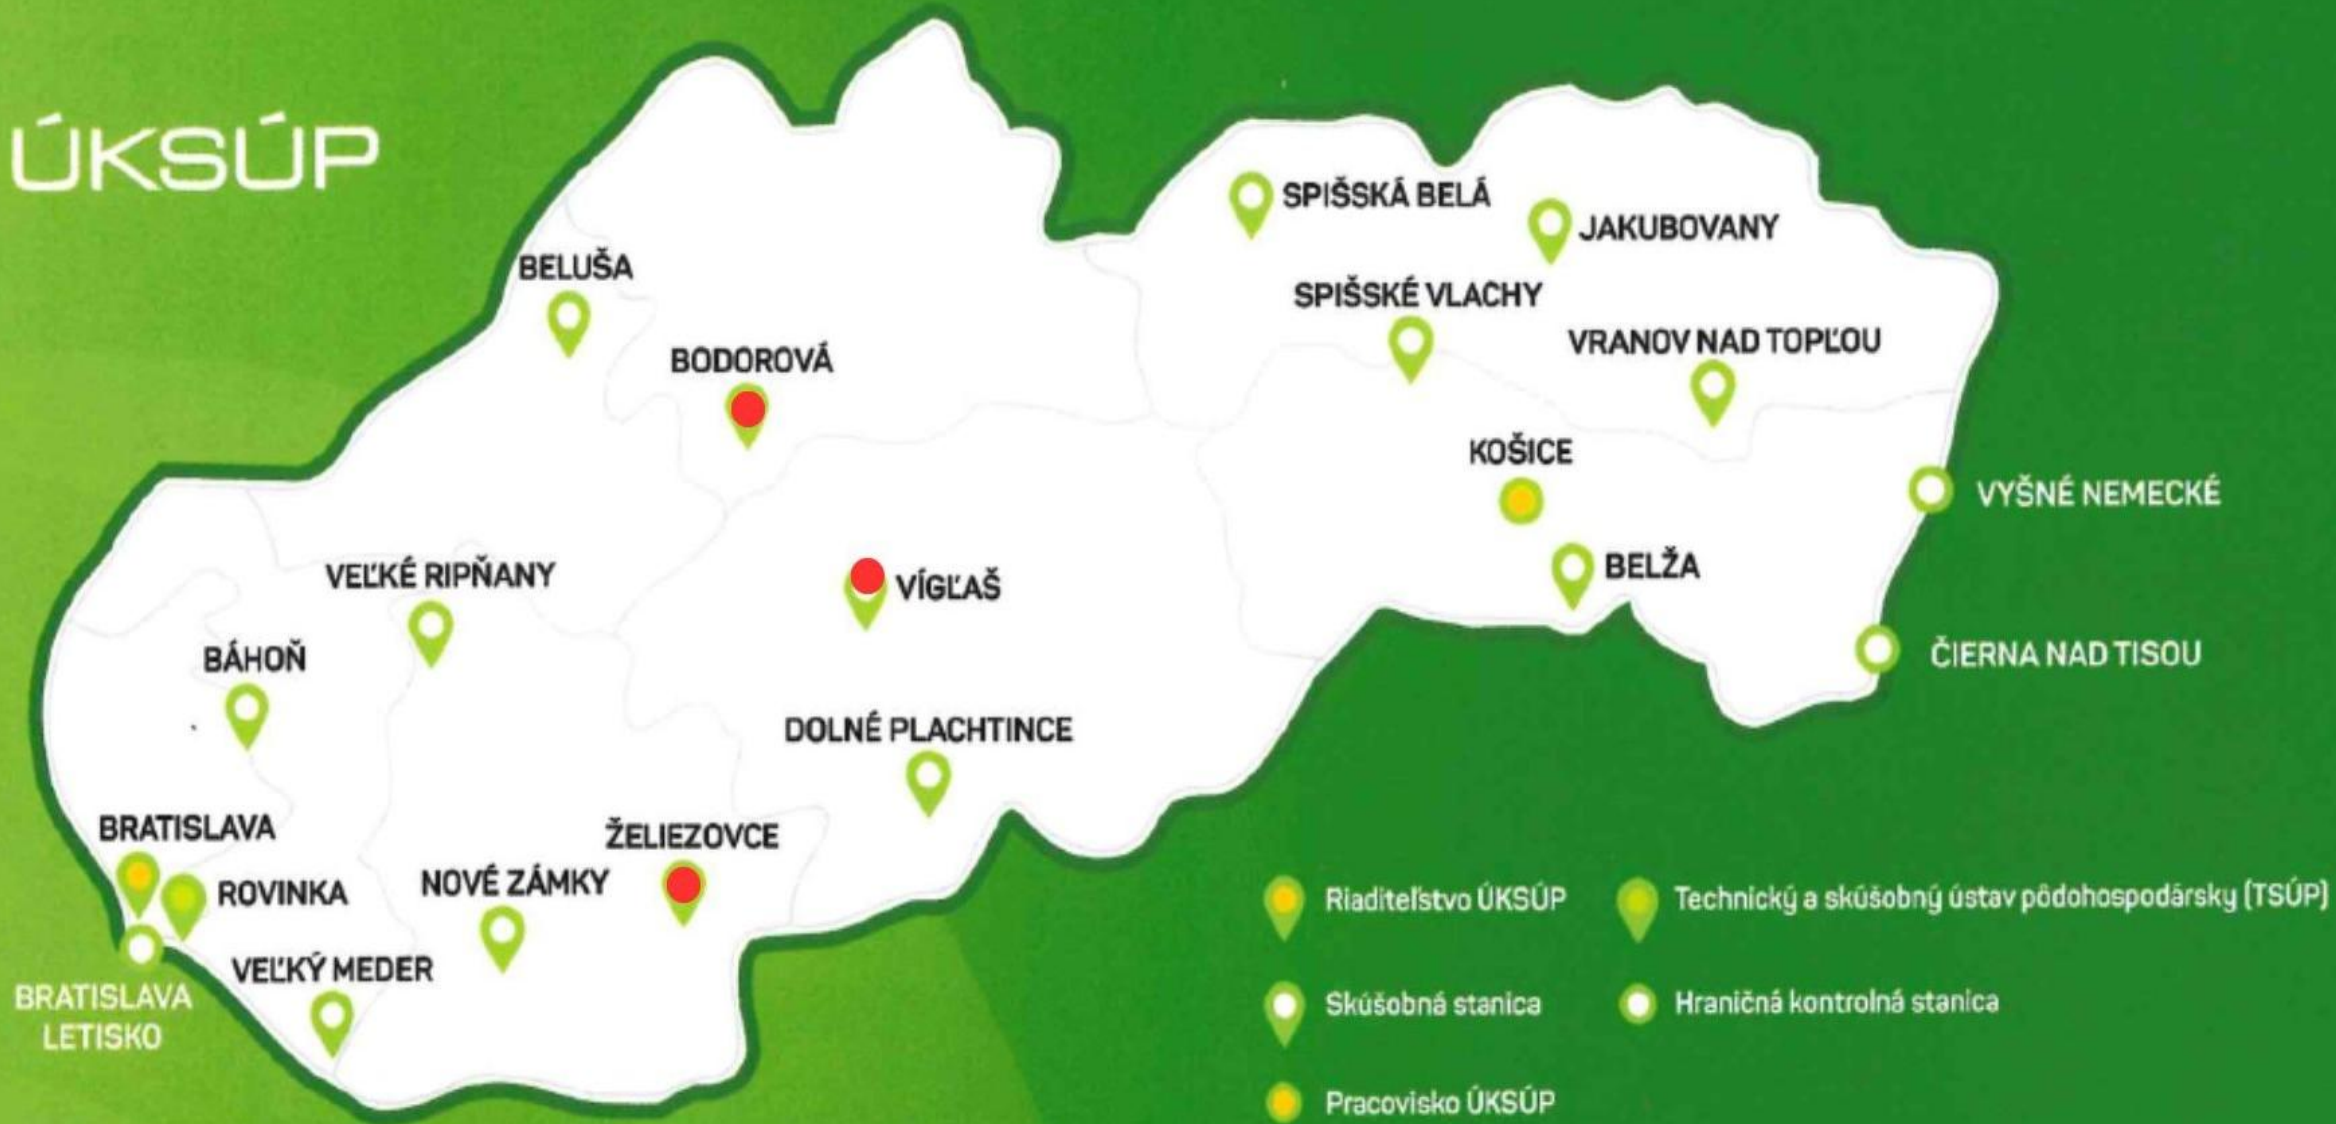 ÚKSÚP
SPIŠSKÁ BELÁ
JAKUBOVANY
BELUŠA
SPIŠSKÉ VLACHY
VRANOV NAD TOPĽOU
BODOROVÁ
KOŠICE
VYŠNÉ NEMECKÉ
VEĽKÉ RIPŇANY
VÍGĽAŠ
BELŽA
BÁHOŇ
ČIERNA NAD TISOU
DOLNÉ PLACHTINCE
BRATISLAVA
ŽELIEZOVCE
ROVINKA
NOVÉ ZÁMKY
VEĽKÝ MEDER
BRATISLAVA
LETISKO
Riaditeľstvo ÚKSÚP
Technický a skúšobný ústav pôdohospodársky (TSÚP)
Skúšobná stanica
Hraničná kontrolná stanica
Pracovisko ÚKSÚP